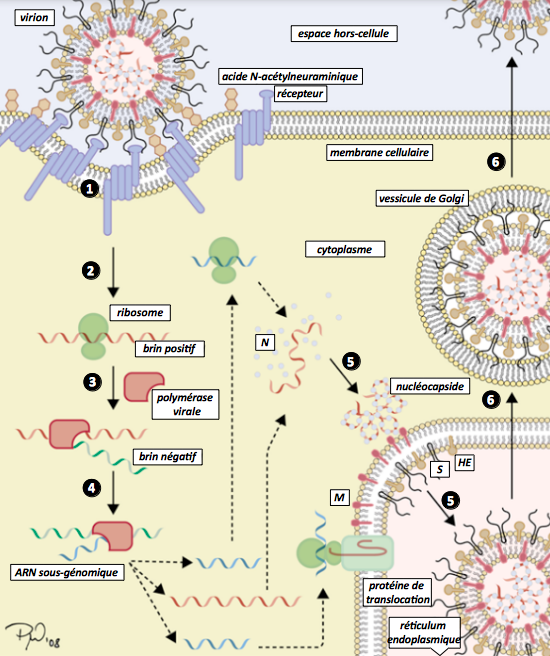 virion
espace hors-cellule
acide N-acétylneuraminique
récepteur
membrane cellulaire
6
1
vessicule de Golgi
2
cytoplasme
ribosome
brin positif
N
5
3
polymérase
virale
nucléocapside
6
brin négatif
S
HE
4
M
5
ARN sous-génomique
protéine de
translocation
réticulum
endoplasmique
'08